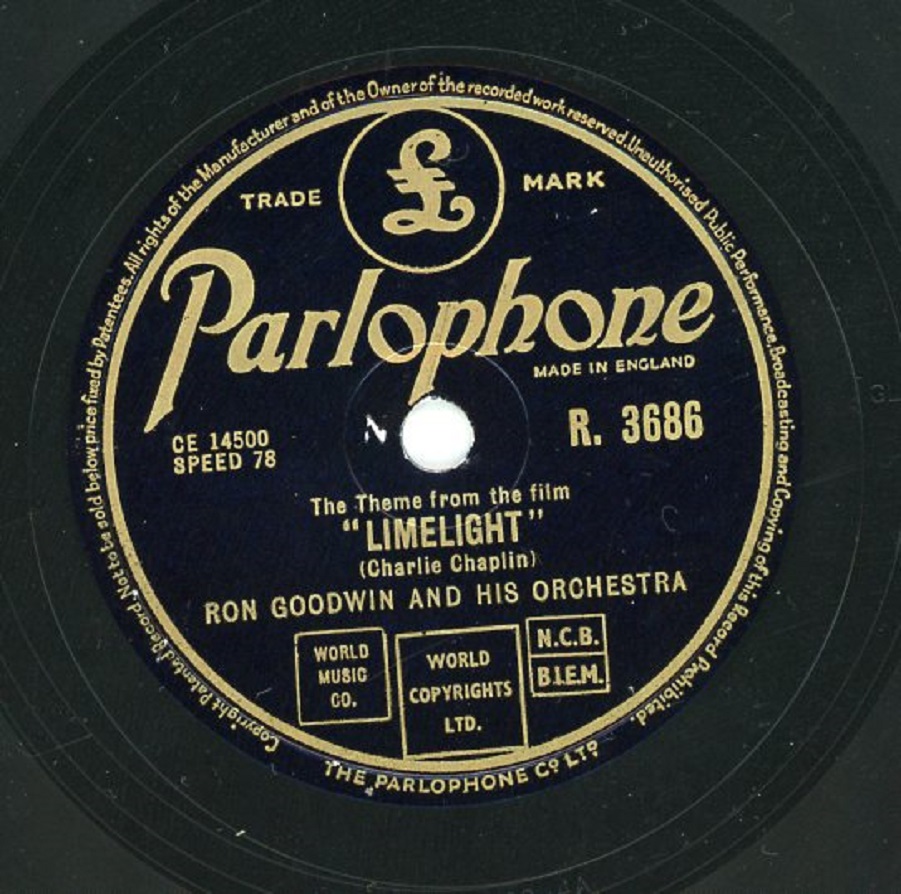 Copyright Patented Record Not to be sold below price fixed by Patentees. All rights of the Manufacturer and of the Owner of the recorded work reserved. Unauthorised Public Performance, Broadcasting and Copying of this Record Prohibited.
TRADE £ MARK
Parlophone
MADE IN ENGLAND
CE 14500
SPEED 78
N
R. 3686
The Theme from the film
"LIMELIGHT"
(Charlie Chaplin)
RON GOODWIN AND HIS ORCHESTRA
WORLD
MUSIC
CO.
WORLD
COPYRIGHTS
LTD.
N.C.B.
B.I.E.M.
THE PARLOPHONE Co LTD